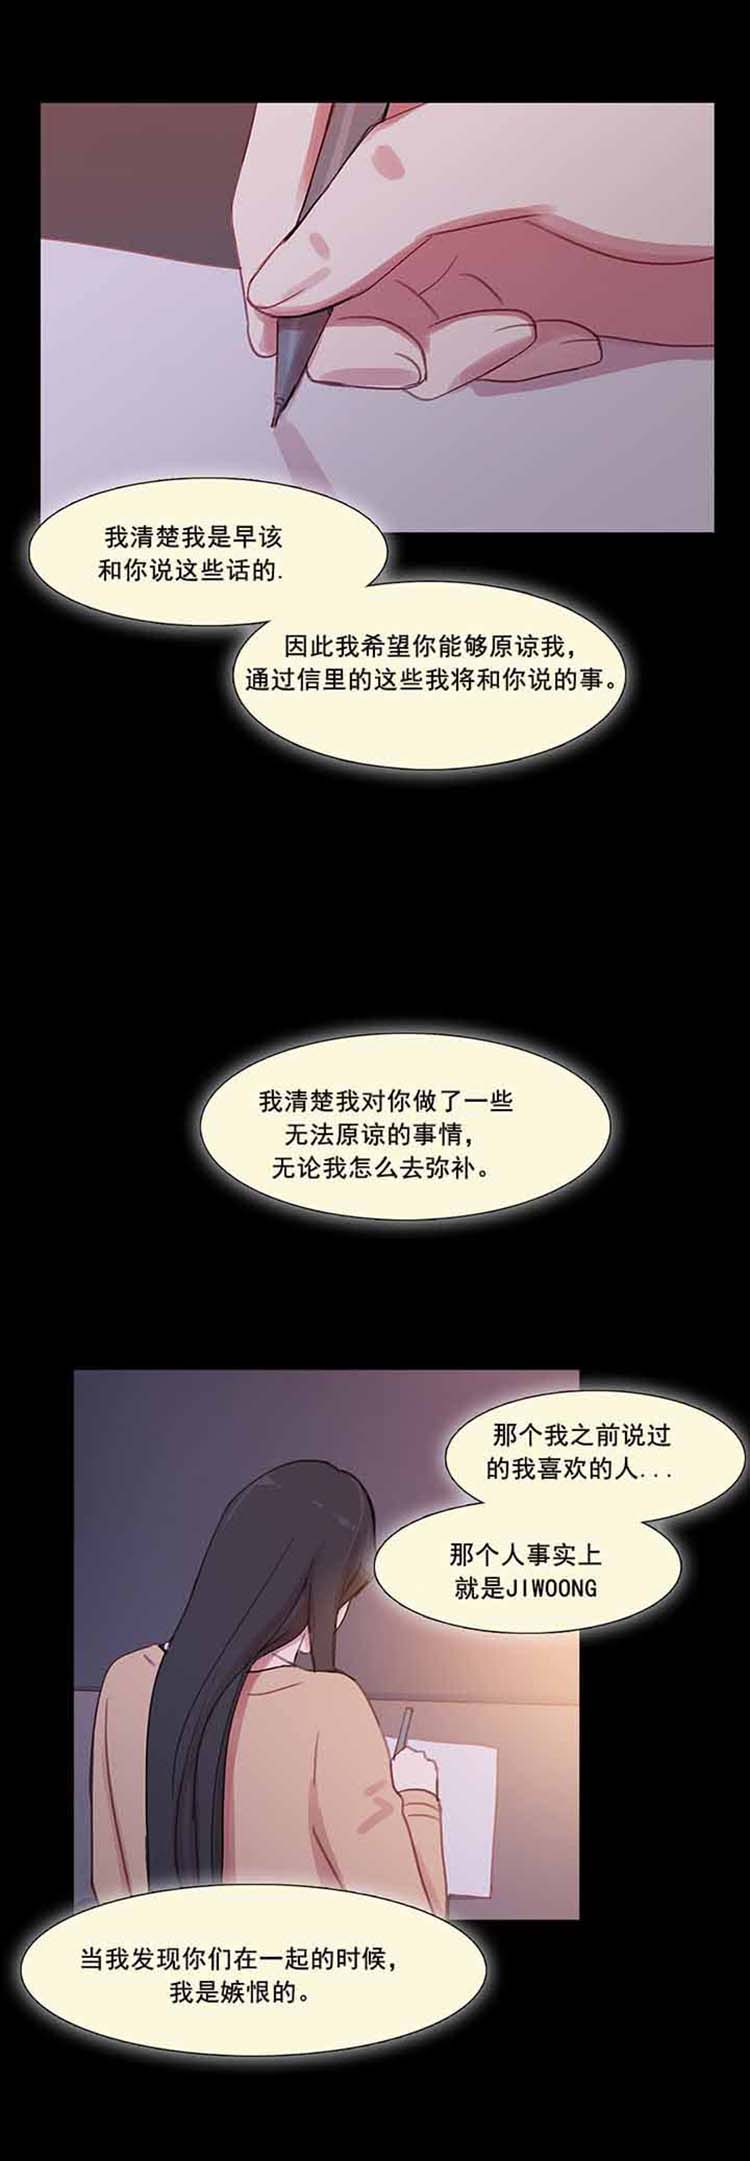 我清楚我是早该
和你说这些话的.
因此我希望你能够原谅我，
通过信里的这些我将和你说的事。
我清楚我对你做了一些
无法原谅的事情，
无论我怎么去弥补。
那个我之前说过
的我喜欢的人...
那个人事实上
就是JIWOONG
当我发现你们在一起的时候，
我是嫉恨的。